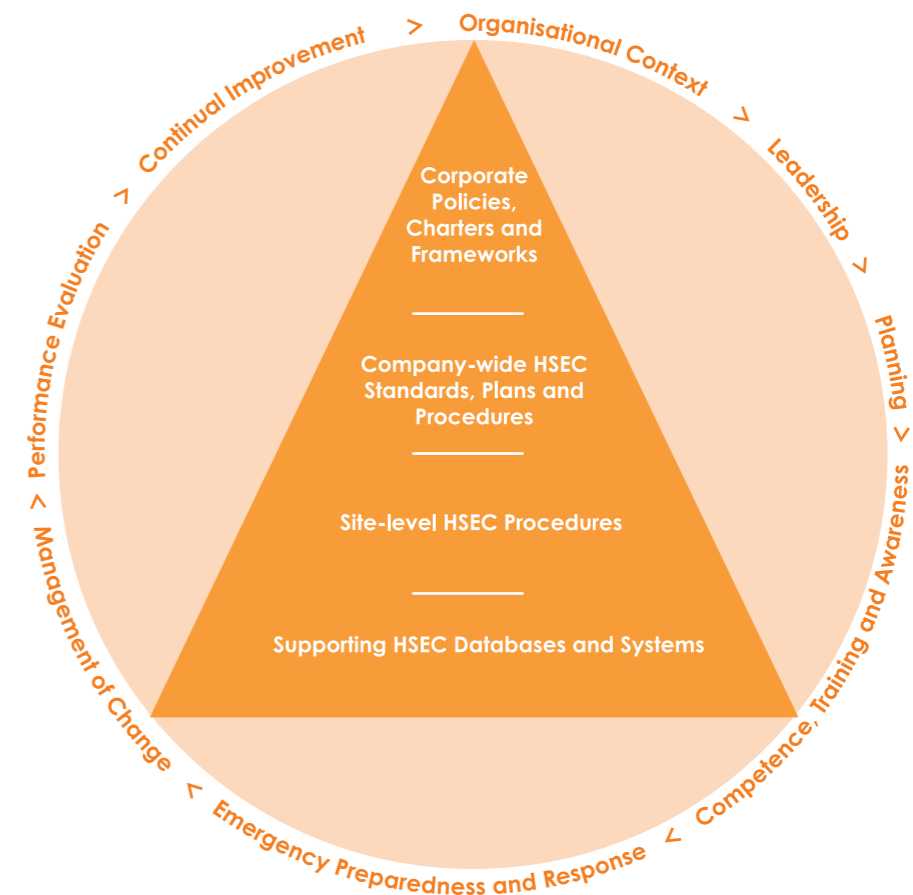 Organisational Context
>
Leadership
>
Planning
>
Competence, Training and Awareness
>
Emergency Preparedness and Response
>
Management of Change
>
Performance Evaluation
>
Continual Improvement
>
Corporate
Policies,
Charters and
Frameworks
Company-wide HSEC
Standards, Plans and
Procedures
Site-level HSEC Procedures
Supporting HSEC Databases and Systems